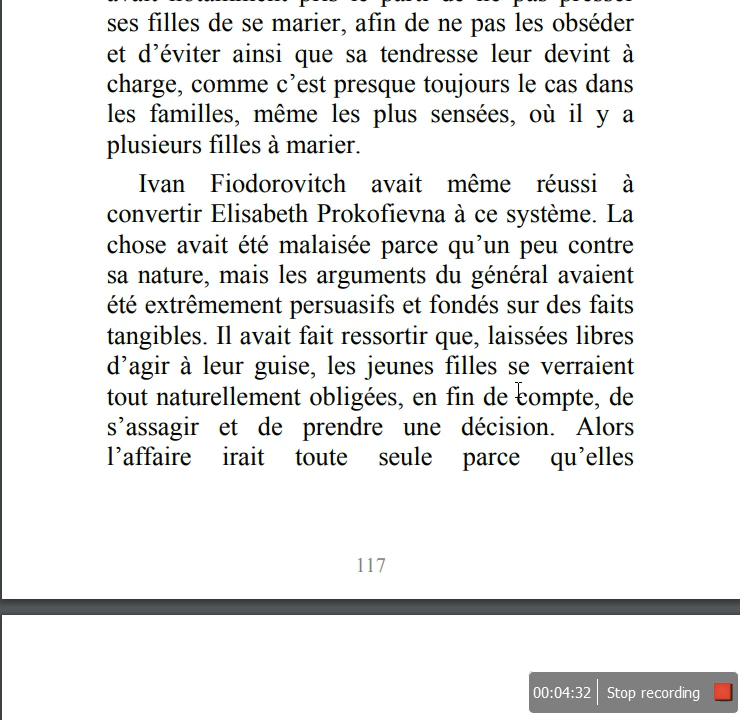 ses filles de se marier, afin de ne pas les obséder
et d’éviter ainsi que sa tendresse leur devint à
charge, comme c’est presque toujours le cas dans
les familles, même les plus sensées, où il y a
plusieurs filles à marier.
Ivan Fiodorovitch avait même réussi à
convertir Elisabeth Prokofievna à ce système. La
chose avait été malaisée parce qu’un peu contre
sa nature, mais les arguments du général avaient
été extrêmement persuasifs et fondés sur des faits
tangibles. Il avait fait ressortir que, laissées libres
d’agir à leur guise, les jeunes filles se verraient
tout naturellement obligées, en fin de compte, de
s’assagir et de prendre une décision. Alors
l’affaire irait toute seule parce qu’elles
117
00:04:32 Stop recording